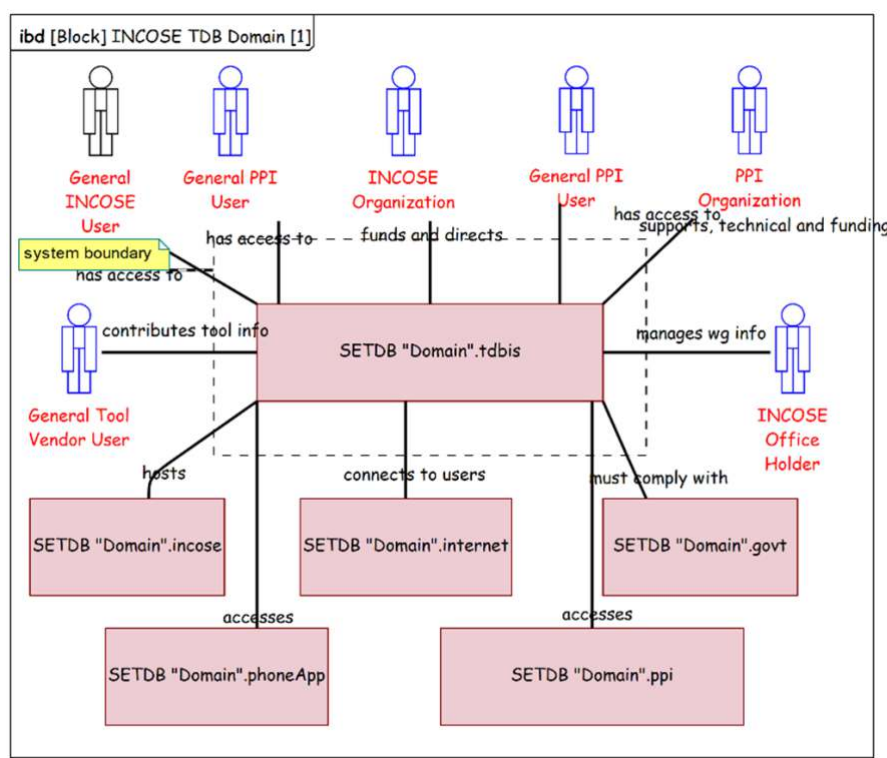 ibd [Block] INCOSE TDB Domain [1]
General
INCOSE
User
General PPI
User
INCOSE
Organization
General PPI
User
PPI
Organization
has access to
supports, technical and funding
has access to
funds and directs
system boundary
has access to
contributes tool info
SETDB "Domain".tdbis
manages wg info
General Tool
Vendor User
INCOSE
Office
Holder
hosts
connects to users
must comply with
SETDB "Domain".incose
SETDB "Domain".internet
SETDB "Domain".govt
accesses
accesses
SETDB "Domain".phoneApp
SETDB "Domain".ppi